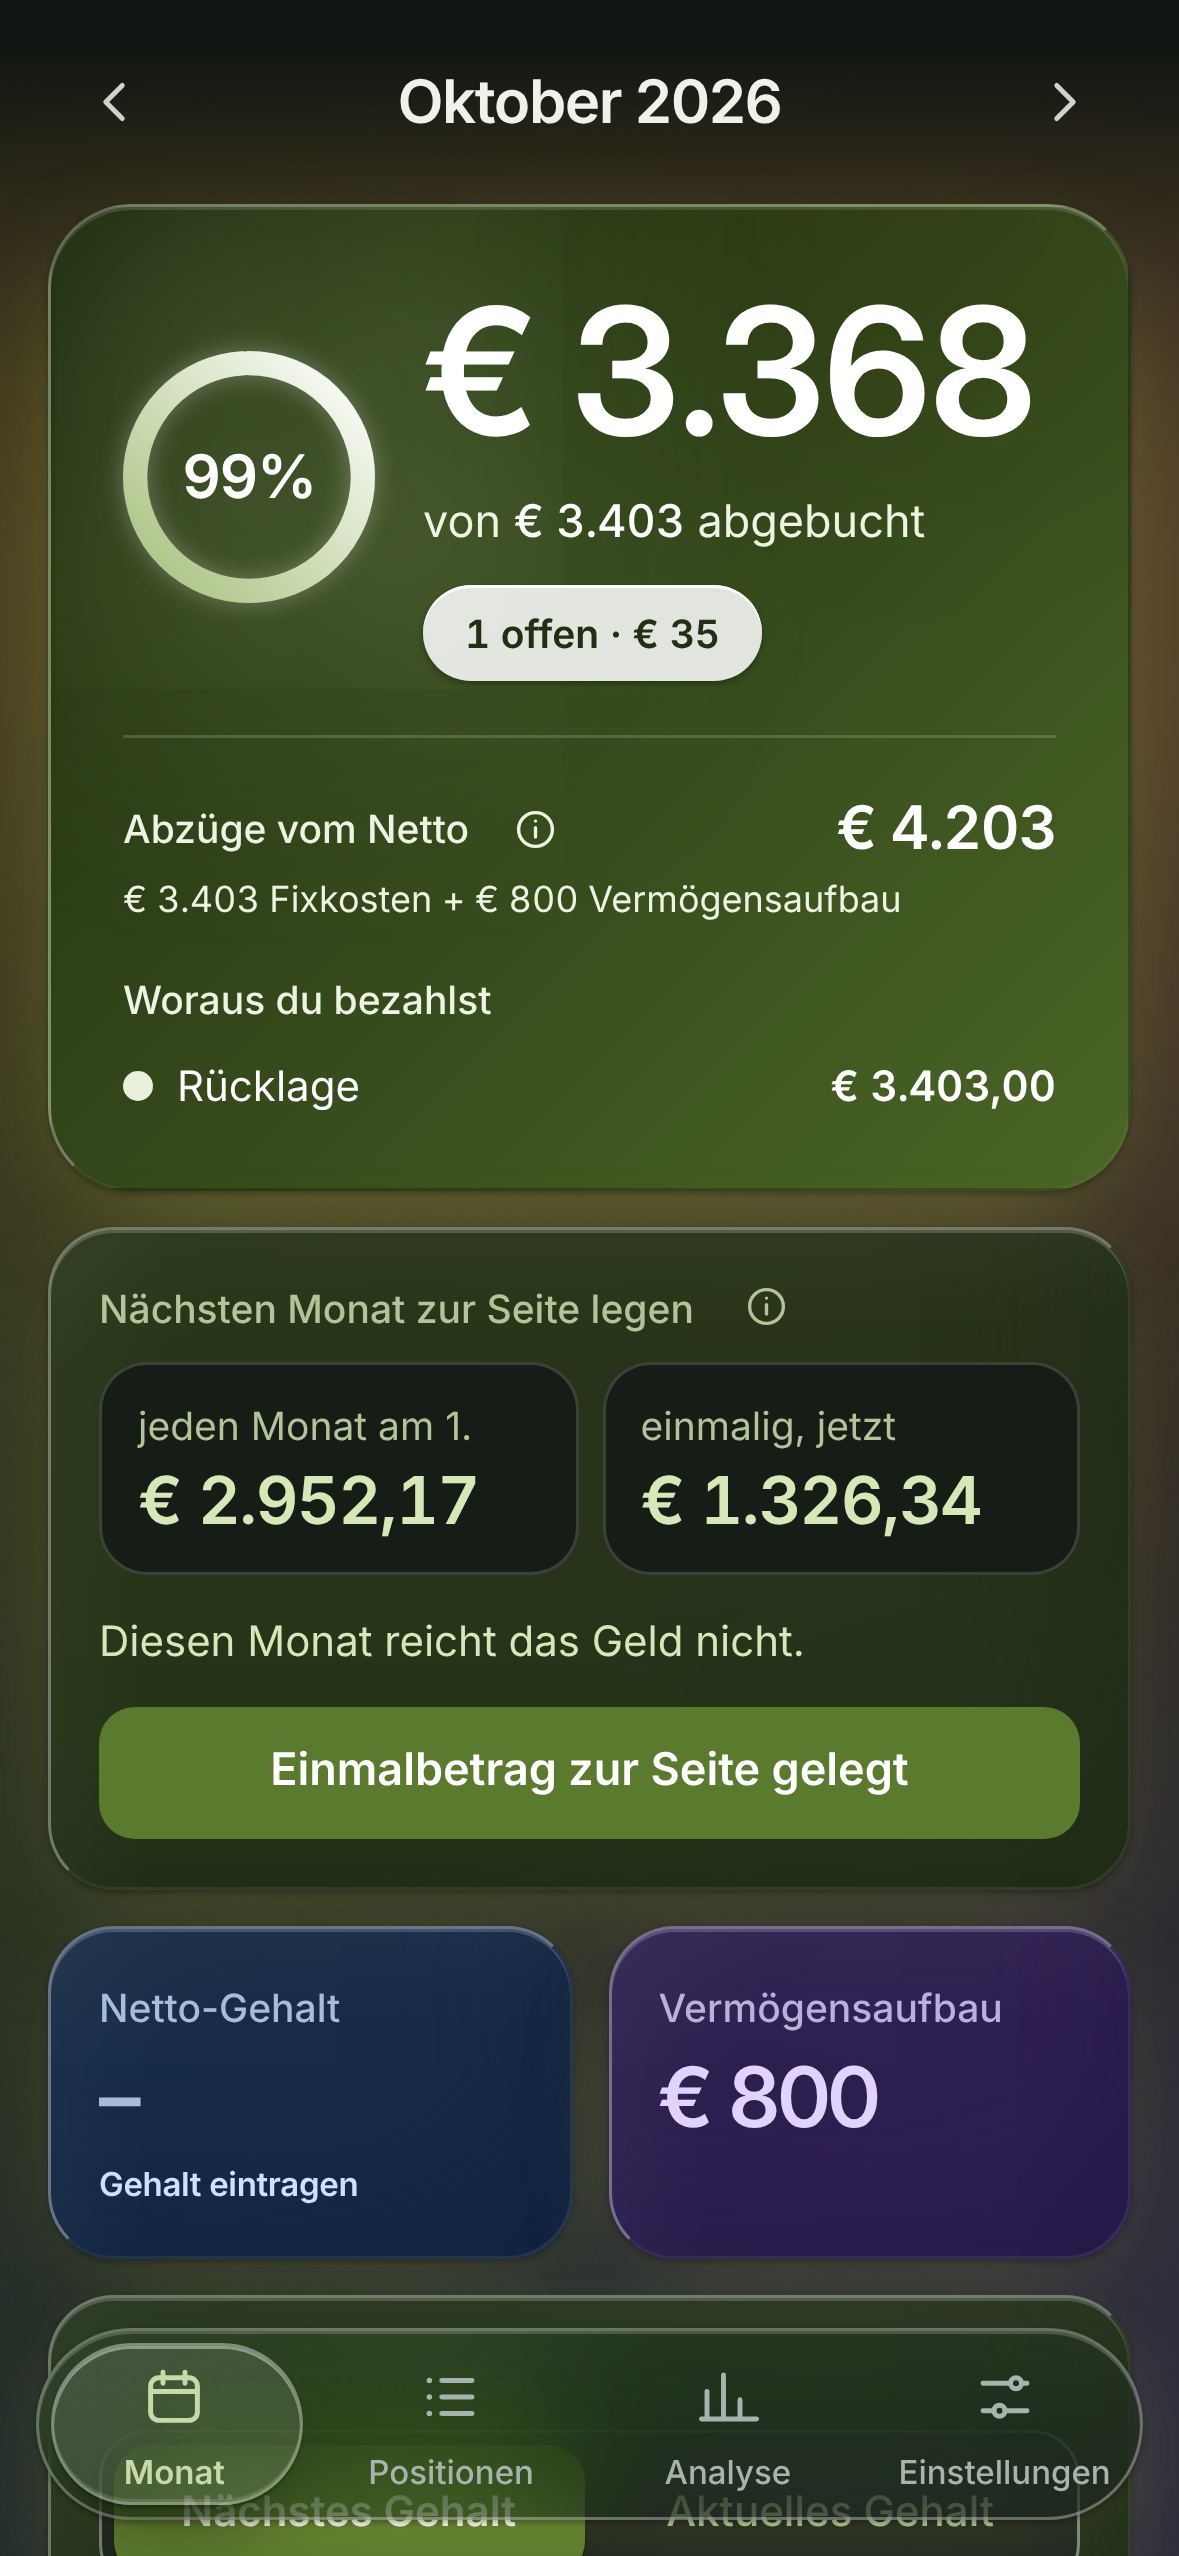 Oktober 2026
€ 3.368
99%
von € 3.403 abgebucht
1 offen · € 35
Abzüge vom Netto
€ 4.203
€ 3.403 Fixkosten + € 800 Vermögensaufbau
Woraus du bezahlst
Rücklage
€ 3.403,00
Nächsten Monat zur Seite legen
jeden Monat am 1.
€ 2.952,17
einmalig, jetzt
€ 1.326,34
Diesen Monat reicht das Geld nicht.
Einmalbetrag zur Seite gelegt
Netto-Gehalt
–
Gehalt eintragen
Vermögensaufbau
€ 800
Monat
Positionen
Analyse
Einstellungen
Nächstes Gehalt
Aktuelles Gehalt